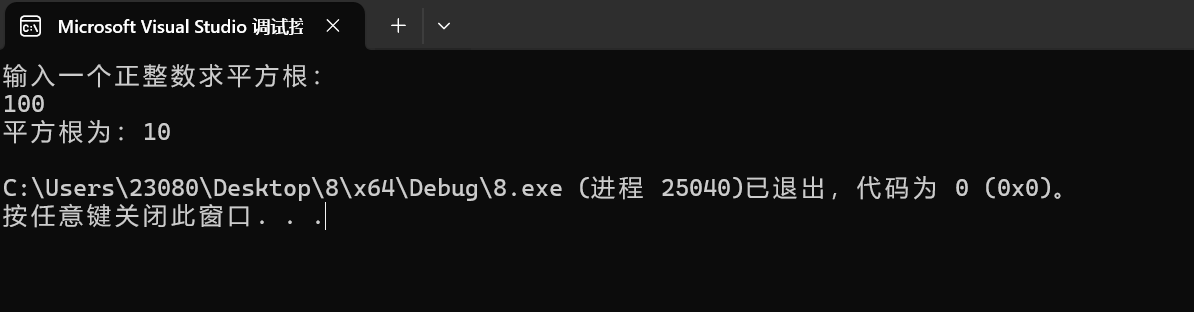 Microsoft Visual Studio 调试控
输入一个正整数求平方根：
100
平方根为：10
C:\Users\23080\Desktop\8\x64\Debug\8.exe (进程 25040)已退出，代码为 0 (0x0)。
按任意键关闭此窗口. . .